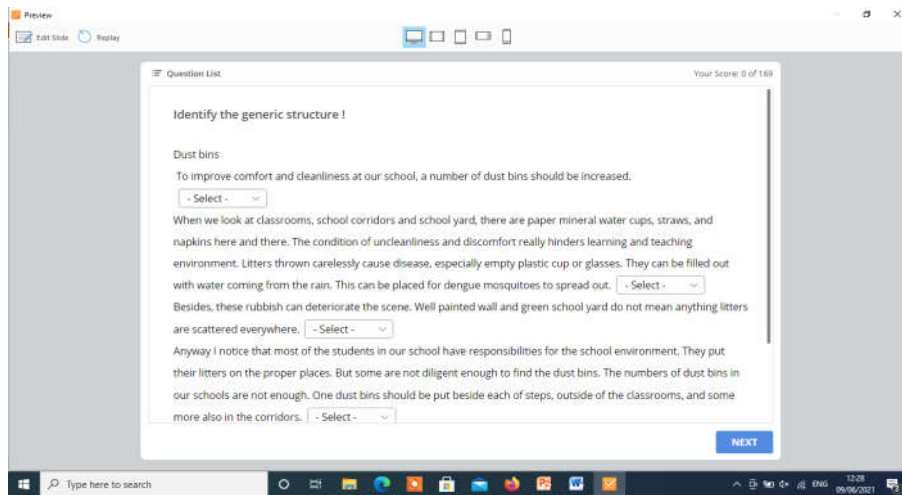 Preview
Edit Slide Replay
Question List Your Score: 0 of 169
Identify the generic structure !
Dust bins
To improve comfort and cleanliness at our school, a number of dust bins should be increased.
- Select -
When we look at classrooms, school corridors and school yard, there are paper mineral water cups, straws, and
napkins here and there. The condition of uncleanliness and discomfort really hinders learning and teaching
environment. Litters thrown carelessly cause disease, especially empty plastic cup or glasses. They can be filled out
with water coming from the rain. This can be placed for dengue mosquitoes to spread out. - Select -
Besides, these rubbish can deteriorate the scene. Well painted wall and green school yard do not mean anything litters
are scattered everywhere. - Select -
Anyway I notice that most of the students in our school have responsibilities for the school environment. They put
their litters on the proper places. But some are not diligent enough to find the dust bins. The numbers of dust bins in
our schools are not enough. One dust bins should be put beside each of steps, outside of the classrooms, and some
more also in the corridors. - Select -
NEXT
Type here to search
ENG
12:28
09/06/2021